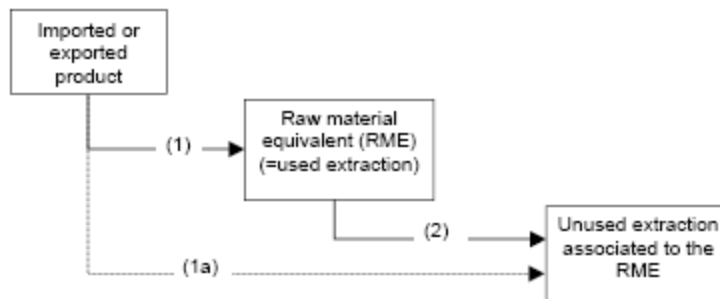 Imported or
exported
product
Raw material
equivalent (RME)
(=used extraction)
(1)
(2)
Unused extraction
associated to the
RME
(1a)